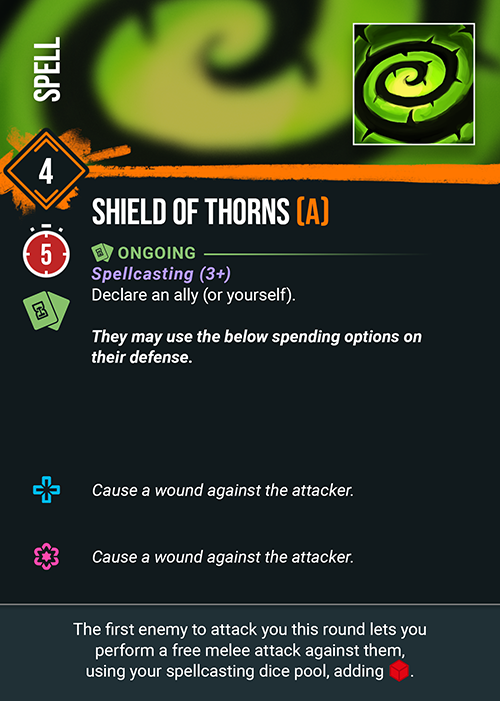 SPELL
4
SHIELD OF THORNS (A)
5
ONGOING
Spellcasting (3+)
Declare an ally (or yourself).
They may use the below spending options on
their defense.
Cause a wound against the attacker.
Cause a wound against the attacker.
The first enemy to attack you this round lets you
perform a free melee attack against them,
using your spellcasting dice pool, adding .